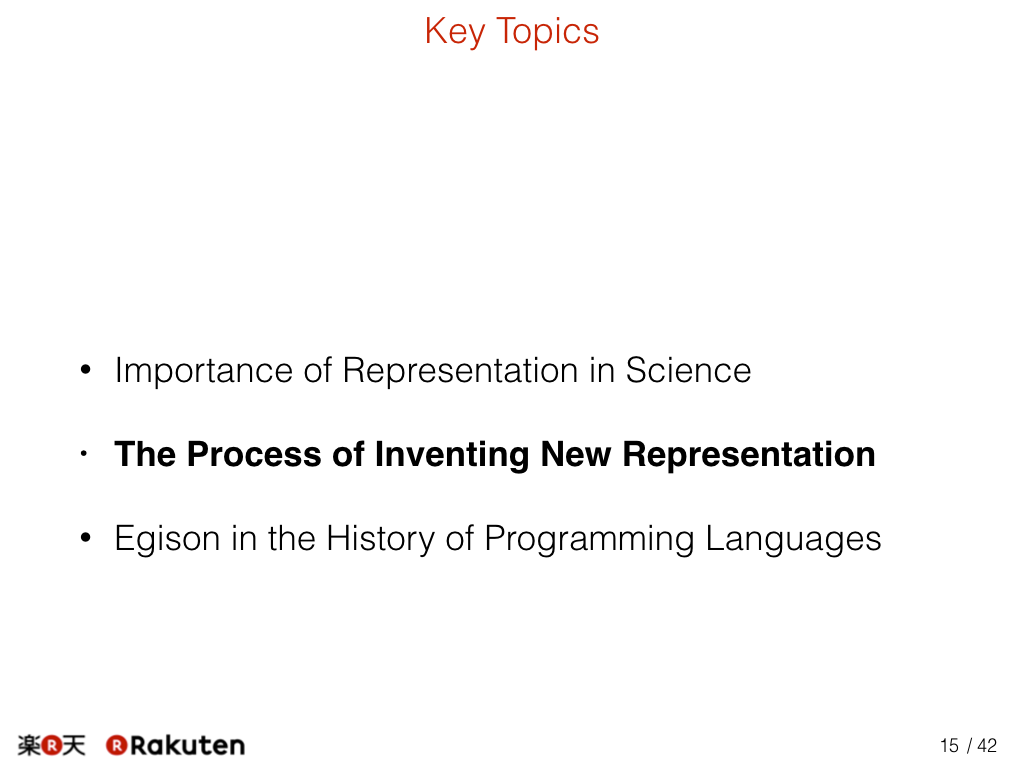 Key Topics
• Importance of Representation in Science
• The Process of Inventing New Representation
• Egison in the History of Programming Languages
楽R天 R Rakuten
15 / 42